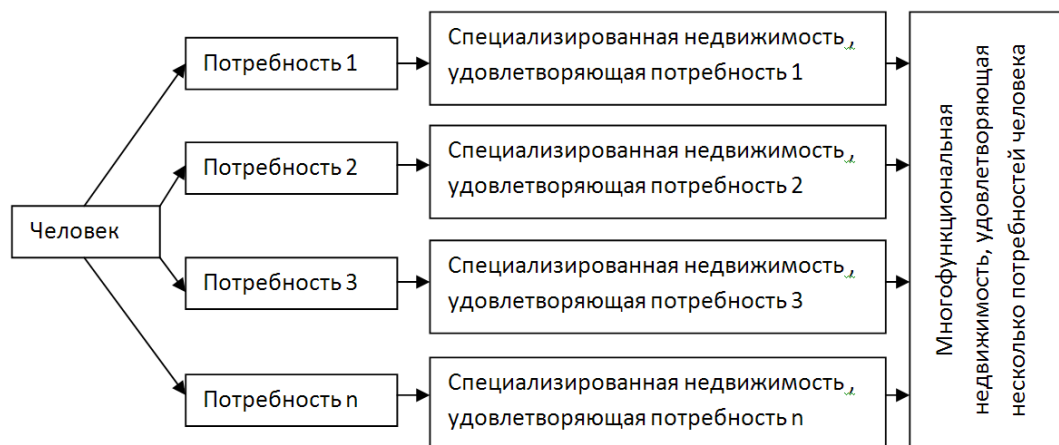 Человек
Потребность 1
Потребность 2
Потребность 3
Потребность n
Специализированная недвижимость ,
удовлетворяющая потребность 1
Специализированная недвижимость ,
удовлетворяющая потребность 2
Специализированная недвижимость ,
удовлетворяющая потребность 3
Специализированная недвижимость ,
удовлетворяющая потребность n
Многофункциональная
недвижимость, удовлетворяющая
несколько потребностей человека